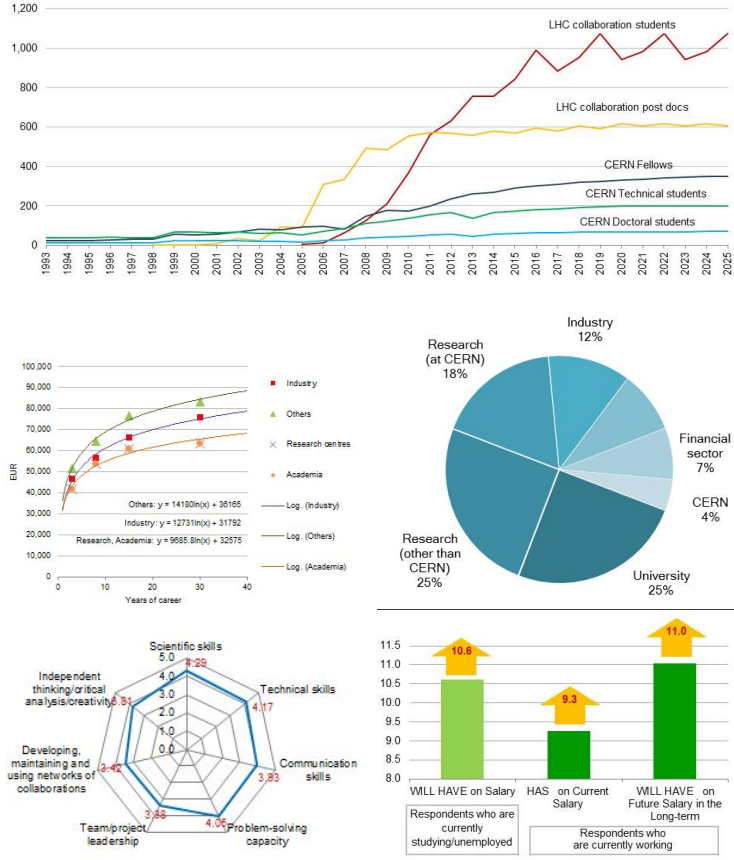 1,200
LHC collaboration students
1,000
800
LHC collaboration post docs
600
400
CERN Fellows
CERN Technical students
200
CERN Doctoral students
0
1993 1994 1995 1996 1997 1998 1999 2000 2001 2002 2003 2004 2005 2006 2007 2008 2009 2010 2011 2012 2013 2014 2015 2016 2017 2018 2019 2020 2021 2022 2023 2024 2025
100,000
90,000
80,000
70,000
60,000
50,000
40,000
30,000
20,000
10,000
0
EUR
Others: y = 14180ln(x) + 36165
Industry: y = 12731ln(x) + 31792
Research, Academia: y = 9685.8ln(x) + 32575
0 10 20 30 40
Years of career
Industry
Others
Research centres
Academia
Log. (Industry)
Log. (Others)
Log. (Academia)
Industry
12%
Research
(at CERN)
18%
Financial
sector
7%
CERN
4%
Research
(other than
CERN)
25%
University
25%
Scientific skills
5.0
4.29
4.0
3.0
2.0
1.0
0.0
Independent
thinking/critical
analysis/creativity
3.81
Technical skills
4.17
Developing,
maintaining and
using networks of
collaborations
3.42
Communication
skills
3.93
Team/project
leadership
3.38
4.05
Problem-solving
capacity
11.5
11.0
10.5
10.0
9.5
9.0
8.5
8.0
10.6
9.3
11.0
WILL HAVE on Salary
HAS on Current
Salary
WILL HAVE on
Future Salary in the
Long-term
Respondents who are
currently
studying/unemployed
Respondents who
are currently working